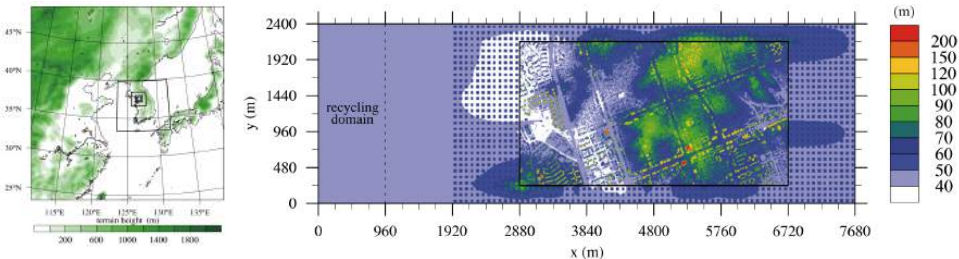 45°N
40°N
35°N
30°N
25°N
115°E 120°E 125°E 130°E 135°E
terrain height (m)
200 600 1000 1400 1800
2400
1920
1440
960
480
0
y (m)
recycling
domain
0 960 1920 2880 3840 4800 5760 6720 7680
x (m)
(m)
200
150
120
100
90
80
70
60
50
40